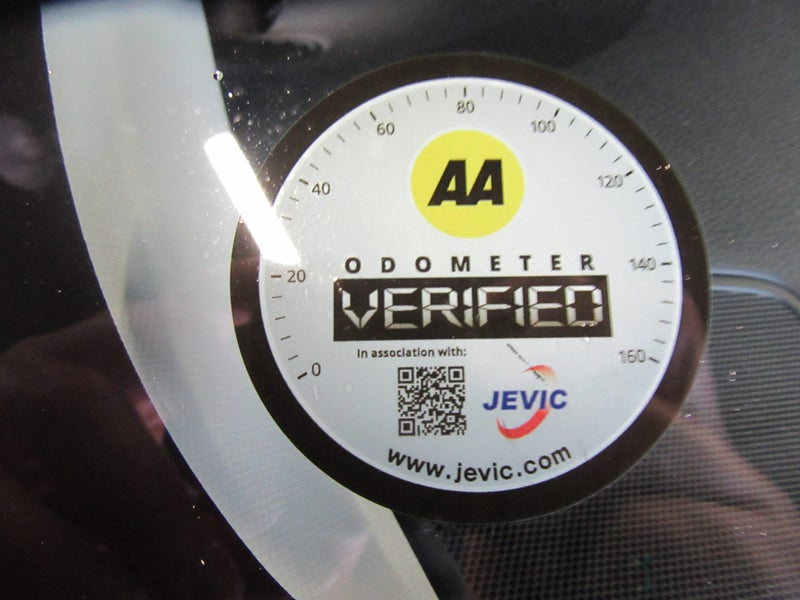 80
60
100
40
120
AA
ODOMETER
20
140
VERIFIED
In association with:
0
160
JEVIC
www.jevic.com